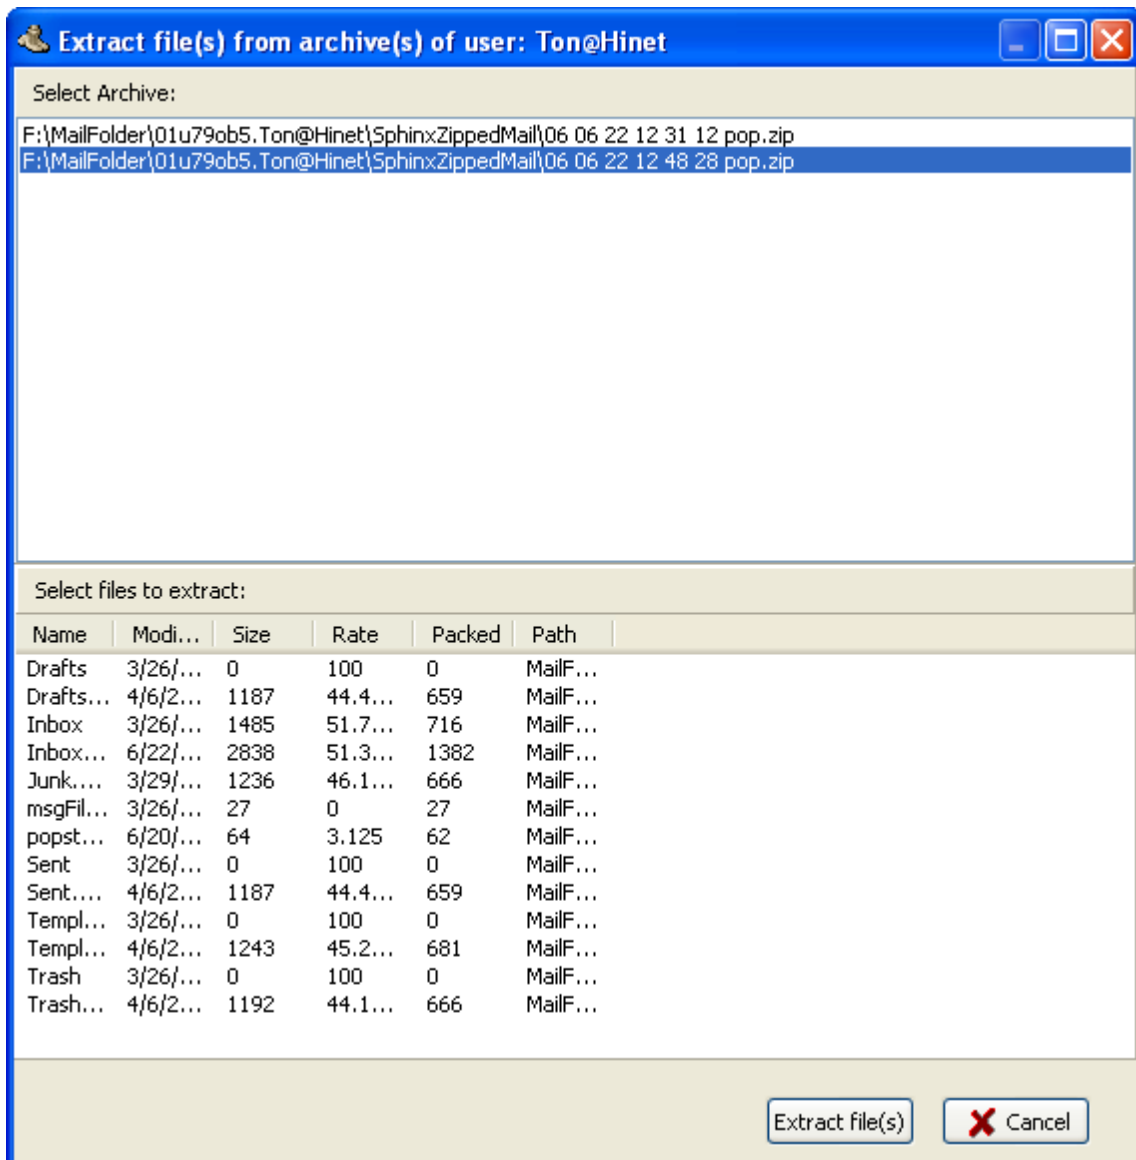 Extract file(s) from archive(s) of user: Ton@Hinet
Select Archive:
F:\MailFolder\01u79ob5.Ton@Hinet\SphinxZippedMail\06 06 22 12 31 12 pop.zip
F:\MailFolder\01u79ob5.Ton@Hinet\SphinxZippedMail\06 06 22 12 48 28 pop.zip
Select files to extract:
Name Modi... Size Rate Packed Path
Drafts 3/26/... 0 100 0 MailF...
Drafts... 4/6/2... 1187 44.4... 659 MailF...
Inbox 3/26/... 1485 51.7... 716 MailF...
Inbox... 6/22/... 2838 51.3... 1382 MailF...
Junk.... 3/29/... 1236 46.1... 666 MailF...
msgFil... 3/26/... 27 0 27 MailF...
popst... 6/20/... 64 3.125 62 MailF...
Sent 3/26/... 0 100 0 MailF...
Sent.... 4/6/2... 1187 44.4... 659 MailF...
Templ... 3/26/... 0 100 0 MailF...
Templ... 4/6/2... 1243 45.2... 681 MailF...
Trash 3/26/... 0 100 0 MailF...
Trash... 4/6/2... 1192 44.1... 666 MailF...
Extract file(s) Cancel